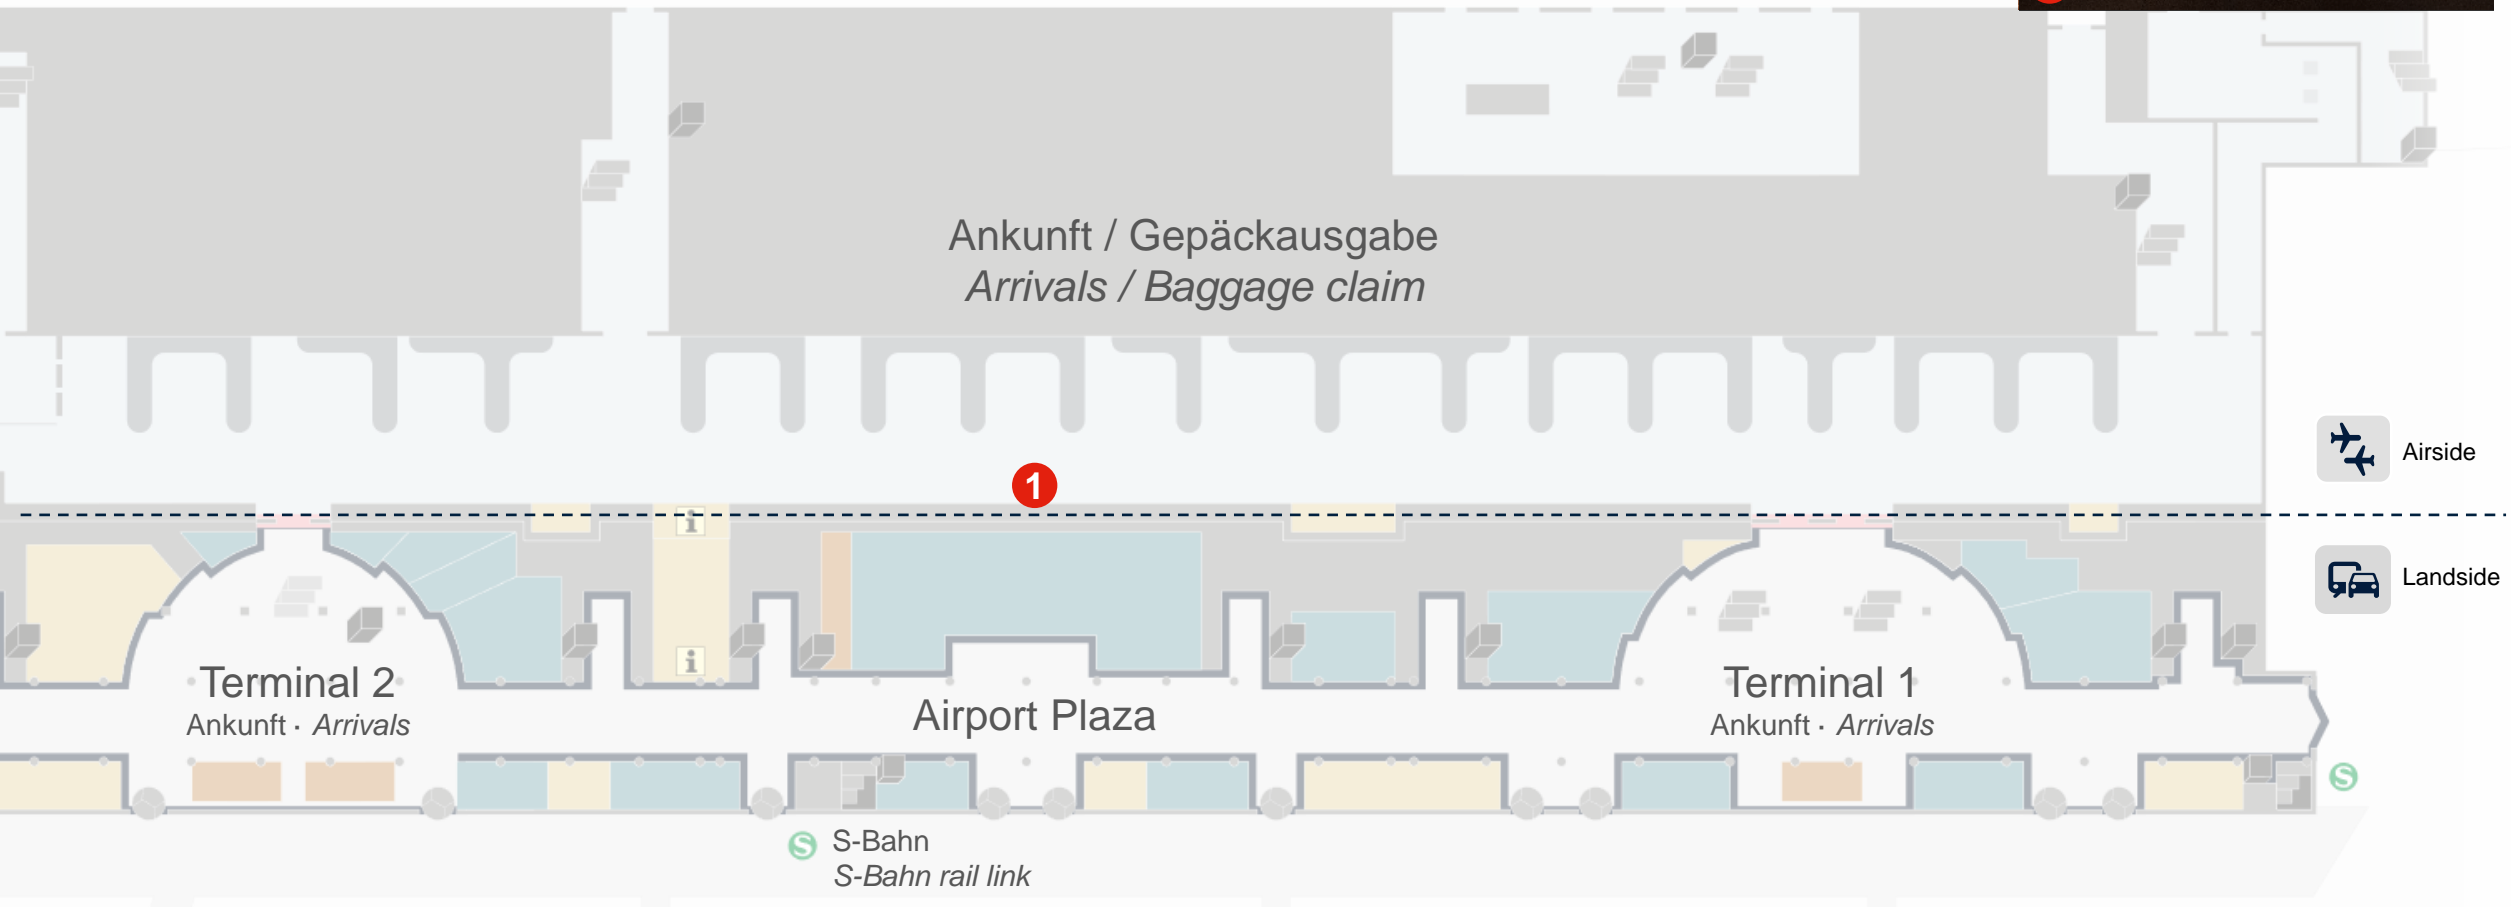 Ankunft / Gepäckausgabe
Arrivals / Baggage claim
1
Airside
i
Landside
i
Terminal 2
Ankunft · Arrivals
Airport Plaza
Terminal 1
Ankunft · Arrivals
S
S
S-Bahn
S-Bahn rail link